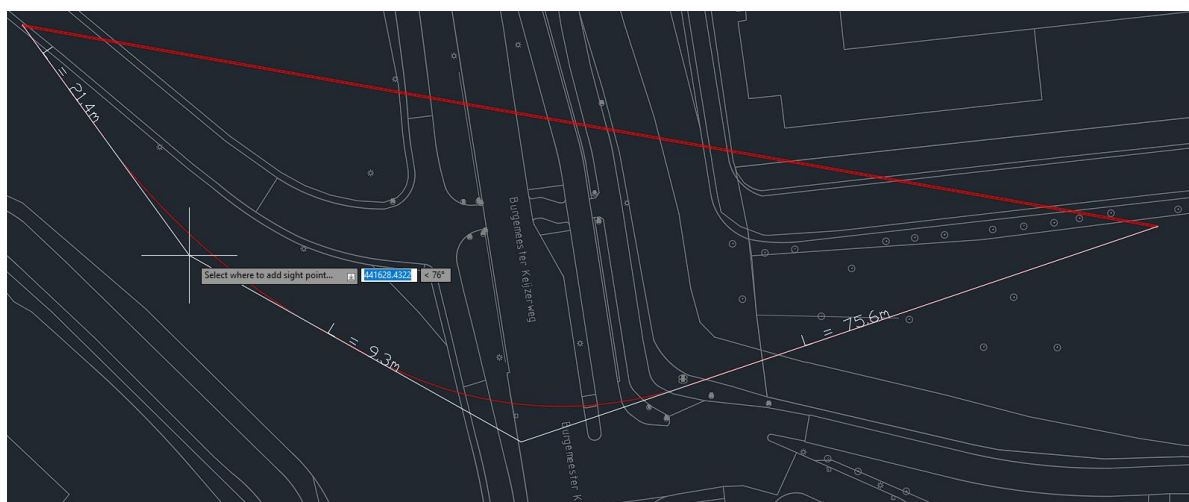 L = 21.4m
Burgemeester Keijzerweg
Select where to add sight point...
441628.4322
< 76°
L = 9.3m
L = 75.6m
Burgemeester K